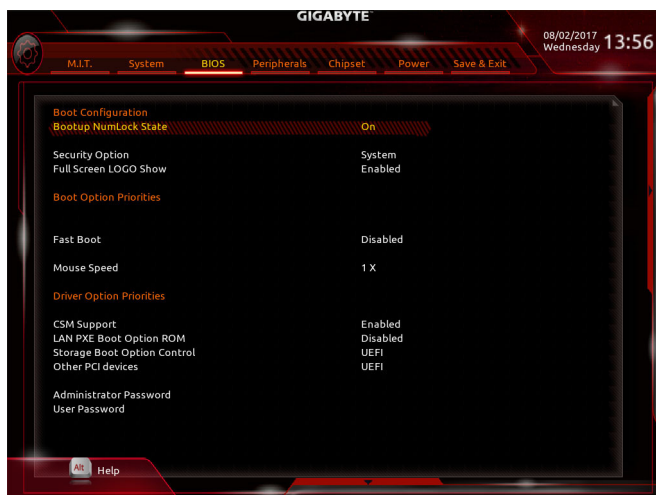 GIGABYTE
08/02/2017 13:56
Wednesday
M.I.T. System BIOS Peripherals Chipset Power Save & Exit
Boot Configuration
Bootup NumLock State On
Security Option System
Full Screen LOGO Show Enabled
Boot Option Priorities
Fast Boot Disabled
Mouse Speed 1 X
Driver Option Priorities
CSM Support Enabled
LAN PXE Boot Option ROM Disabled
Storage Boot Option Control UEFI
Other PCI devices UEFI
Administrator Password
User Password
Alt Help